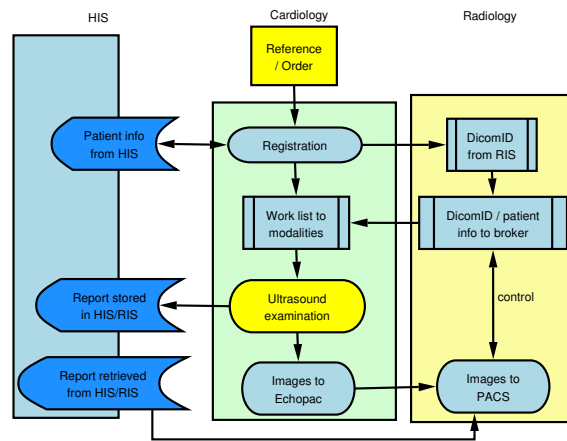 HIS
Cardiology
Radiology
Reference
/ Order
Patient info
from HIS
Registration
DicomID
from RIS
Work list to
modalities
DicomID / patient
info to broker
Report stored
in HIS/RIS
Ultrasound
examination
control
Report retrieved
from HIS/RIS
Images to
Echopac
Images to
PACS